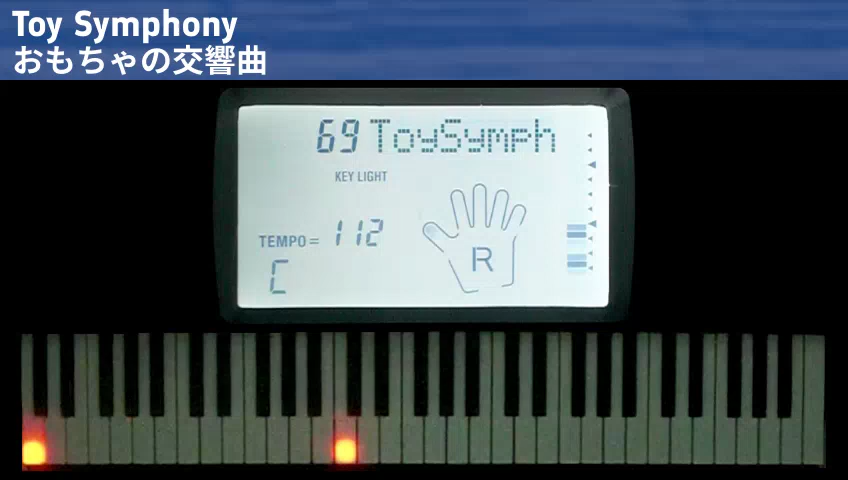 Toy Symphony
おもちゃの交響曲
69 ToySymph
KEY LIGHT
TEMPO= 112
C
R